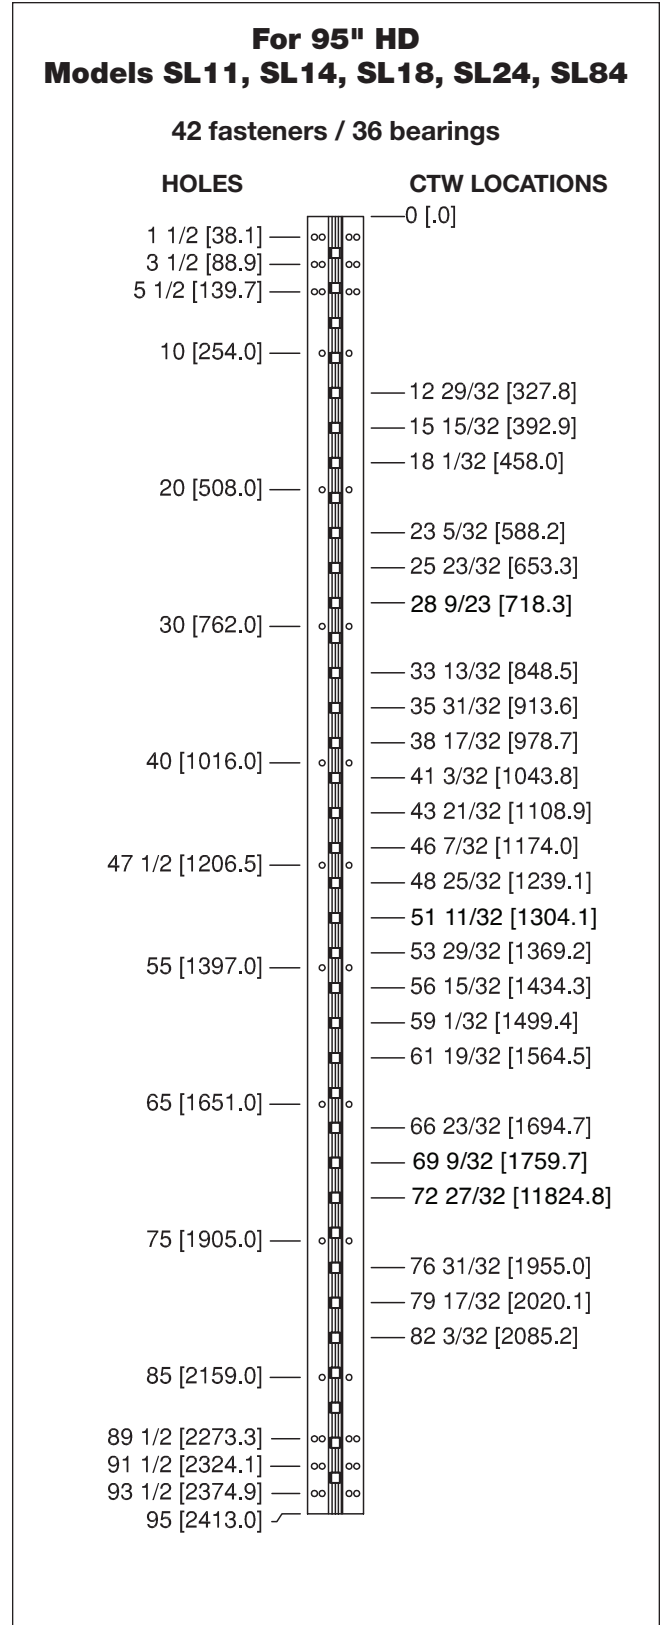 For 95" HD
Models SL11, SL14, SL18, SL24, SL84
42 fasteners / 36 bearings
HOLES
1 1/2 [38.1]
3 1/2 [88.9]
5 1/2 [139.7]
10 [254.0]
20 [508.0]
30 [762.0]
40 [1016.0]
47 1/2 [1206.5]
55 [1397.0]
65 [1651.0]
75 [1905.0]
85 [2159.0]
89 1/2 [2273.3]
91 1/2 [2324.1]
93 1/2 [2374.9]
95 [2413.0]
CTW LOCATIONS
0 [.0]
12 29/32 [327.8]
15 15/32 [392.9]
18 1/32 [458.0]
23 5/32 [588.2]
25 23/32 [653.3]
28 9/23 [718.3]
33 13/32 [848.5]
35 31/32 [913.6]
38 17/32 [978.7]
41 3/32 [1043.8]
43 21/32 [1108.9]
46 7/32 [1174.0]
48 25/32 [1239.1]
51 11/32 [1304.1]
53 29/32 [1369.2]
56 15/32 [1434.3]
59 1/32 [1499.4]
61 19/32 [1564.5]
66 23/32 [1694.7]
69 9/32 [1759.7]
72 27/32 [11824.8]
76 31/32 [1955.0]
79 17/32 [2020.1]
82 3/32 [2085.2]